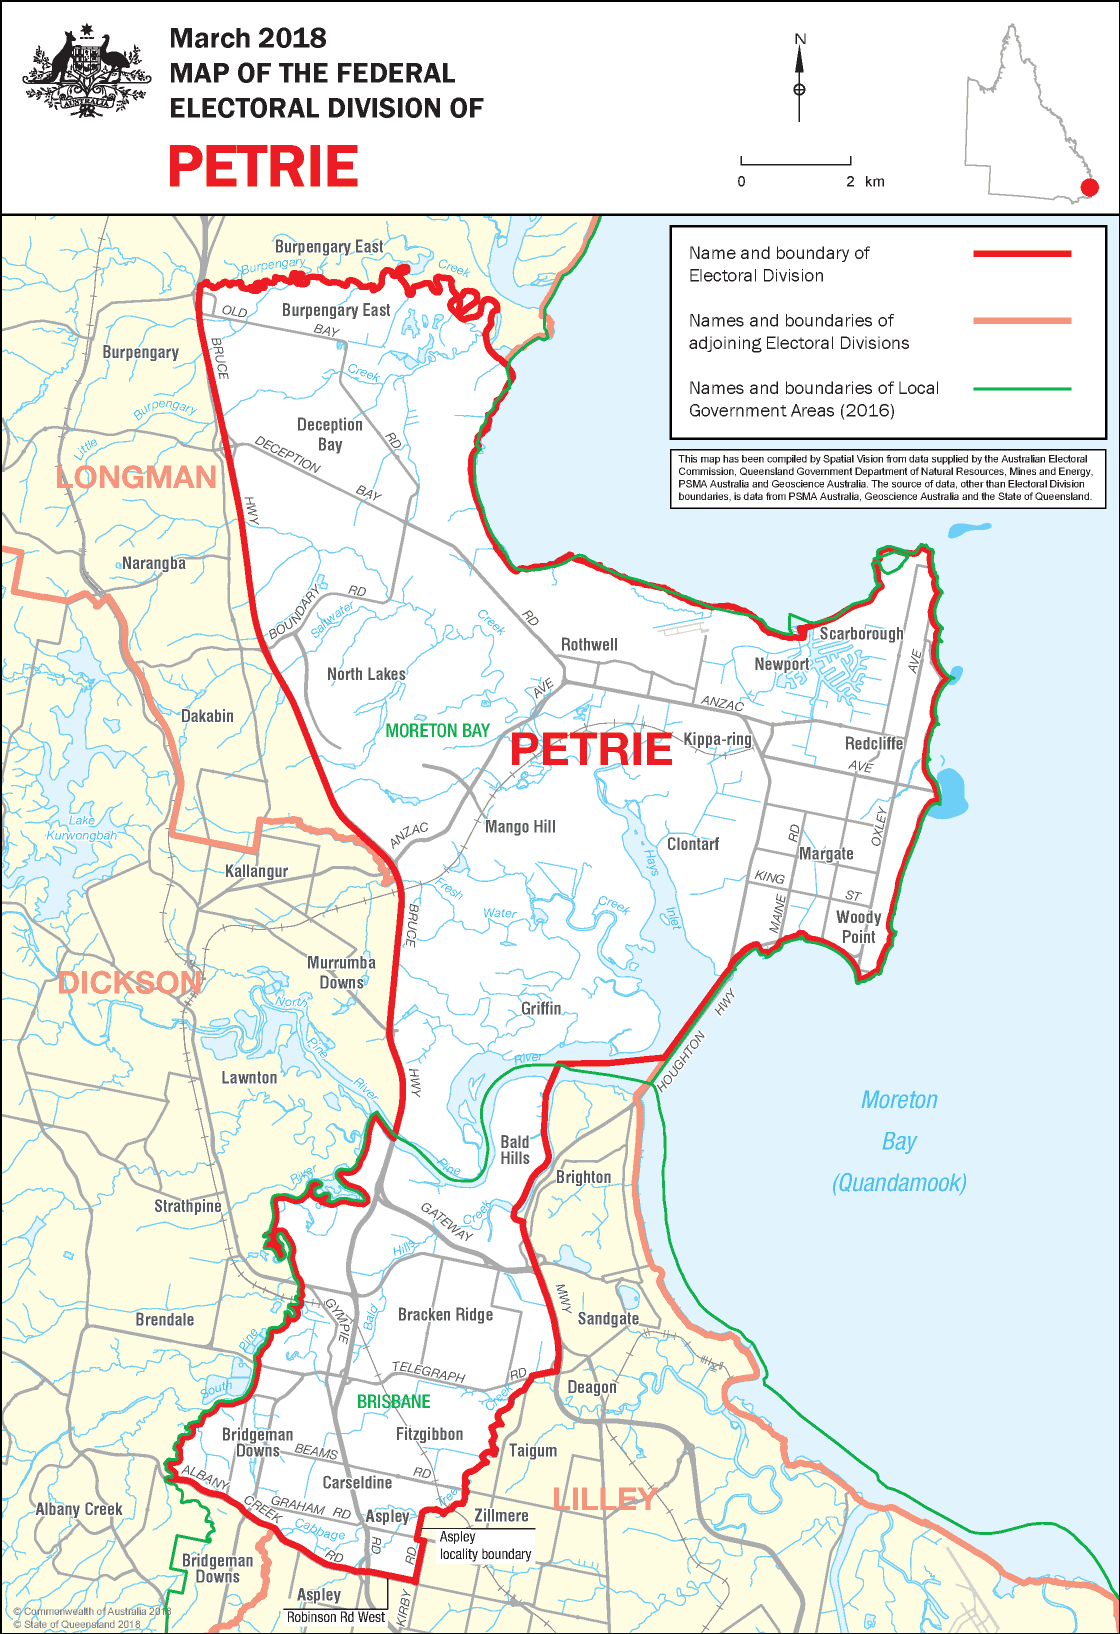 March 2018
MAP OF THE FEDERAL
ELECTORAL DIVISION OF
PETRIE
AUSTRALIA
N
0 2 km
Name and boundary of
Electoral Division
Names and boundaries of
adjoining Electoral Divisions
Names and boundaries of Local
Government Areas (2016)
This map has been compiled by Spatial Vision from data supplied by the Australian Electoral
Commission, Queensland Government Department of Natural Resources, Mines and Energy,
PSMA Australia and Geoscience Australia. The source of data, other than Electoral Division
boundaries, is data from PSMA Australia, Geoscience Australia and the State of Queensland.
Burpengary East
Burpengary
Creek
OLD
BAY
RD
Burpengary East
BRUCE
HWY
Burpengary
Creek
Little
Burpengary
Deception
Bay
DECEPTION
BAY
RD
LONGMAN
Narangba
BOUNDARY
RD
Saltwater
Creek
Rothwell
Scarborough
Newport
North Lakes
AVE
ANZAC
AVE
Dakabin
MORETON BAY
PETRIE
Kippa-ring
Redcliffe
AVE
Lake
Kurwongbah
ANZAC
Mango Hill
Clontarf
Hays
Inlet
RD
Margate
OXLEY
Kallangur
Fresh
Water
Creek
KING
ST
MAINE
Woody
Point
BRUCE
HWY
DICKSON
Murrumba
Downs
North
Pine
River
Griffin
HWY
HOUGHTON
River
Lawnton
Moreton
Bay
(Quandamook)
Bald
Hills
Pine
Brighton
River
Strathpine
GATEWAY
Creek
Hills
Bald
MWY
GYMPIE
Bracken Ridge
Sandgate
Brendale
Pine
South
TELEGRAPH
RD
BRISBANE
Creek
Deagon
Bridgeman
Downs
Fitzgibbon
BEAMS
RD
Taigum
ALBANY
CREEK
RD
Carseldine
GRAHAM RD
Cabbage
Tree
LILLEY
Albany Creek
Aspley
Zillmere
RD
RD
Aspley
locality boundary
Bridgeman
Downs
Aspley
KIRBY
Robinson Rd West
© Commonwealth of Australia 2018
© State of Queensland 2018